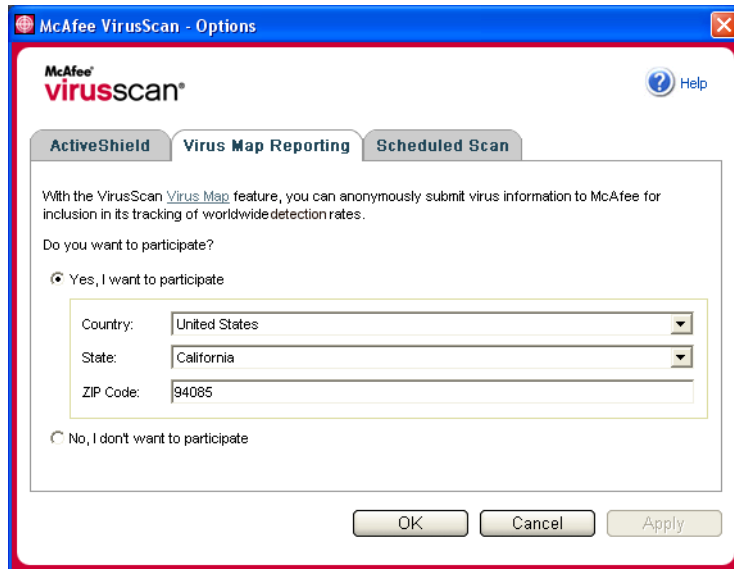 McAfee VirusScan - Options
McAfee®
virusscan®
Help
ActiveShield
Virus Map Reporting
Scheduled Scan
With the VirusScan Virus Map feature, you can anonymously submit virus information to McAfee for
inclusion in its tracking of worldwide detection rates.
Do you want to participate?
Yes, I want to participate
Country: United States
State: California
ZIP Code: 94085
No, I don't want to participate
OK
Cancel
Apply